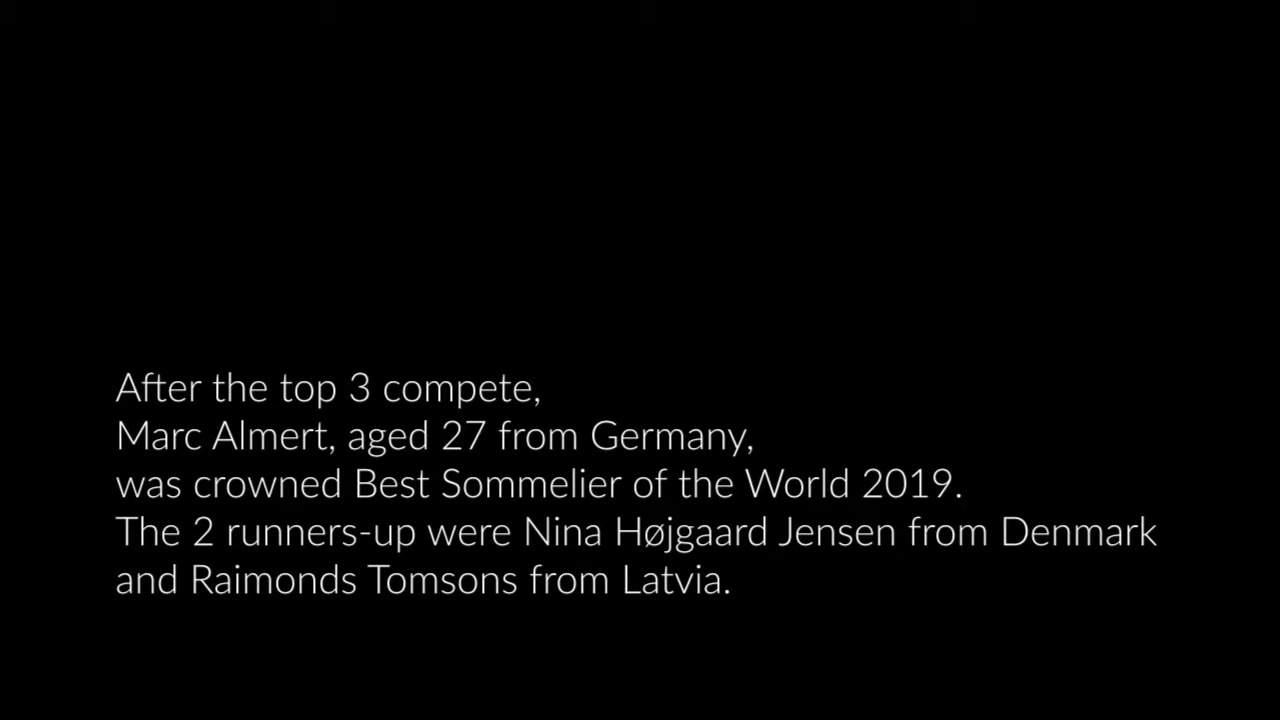 After the top 3 compete,
Marc Almert, aged 27 from Germany,
was crowned Best Sommelier of the World 2019.
The 2 runners-up were Nina Højgaard Jensen from Denmark
and Raimonds Tomsons from Latvia.